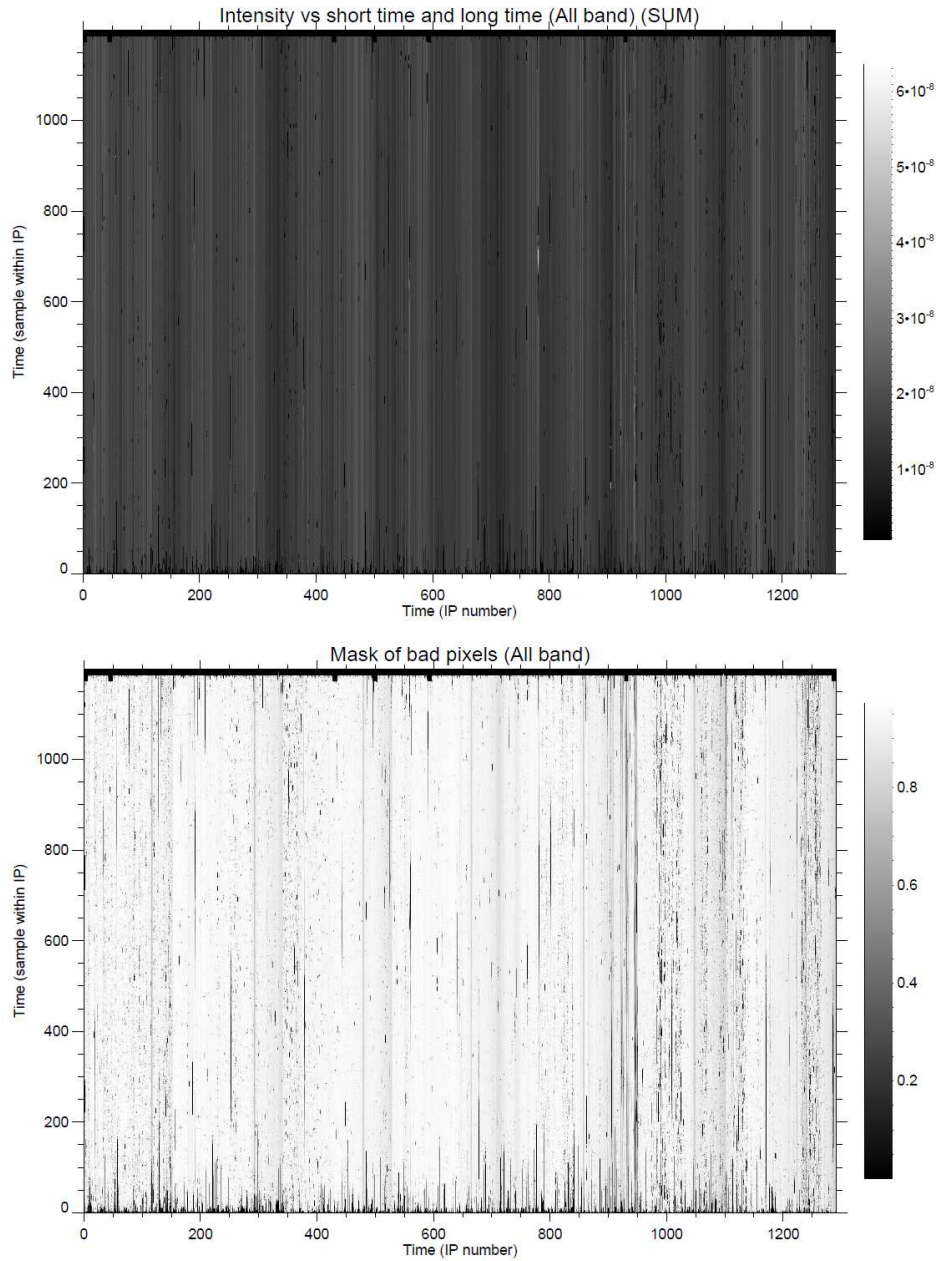 Intensity vs short time and long time (All band) (SUM)
Time (sample within IP)
1000
800
600
400
200
0
0 200 400 600 800 1000 1200
Time (IP number)
6•10⁻⁸
5•10⁻⁸
4•10⁻⁸
3•10⁻⁸
2•10⁻⁸
1•10⁻⁸
Mask of bad pixels (All band)
Time (sample within IP)
1000
800
600
400
200
0
0 200 400 600 800 1000 1200
Time (IP number)
0.8
0.6
0.4
0.2